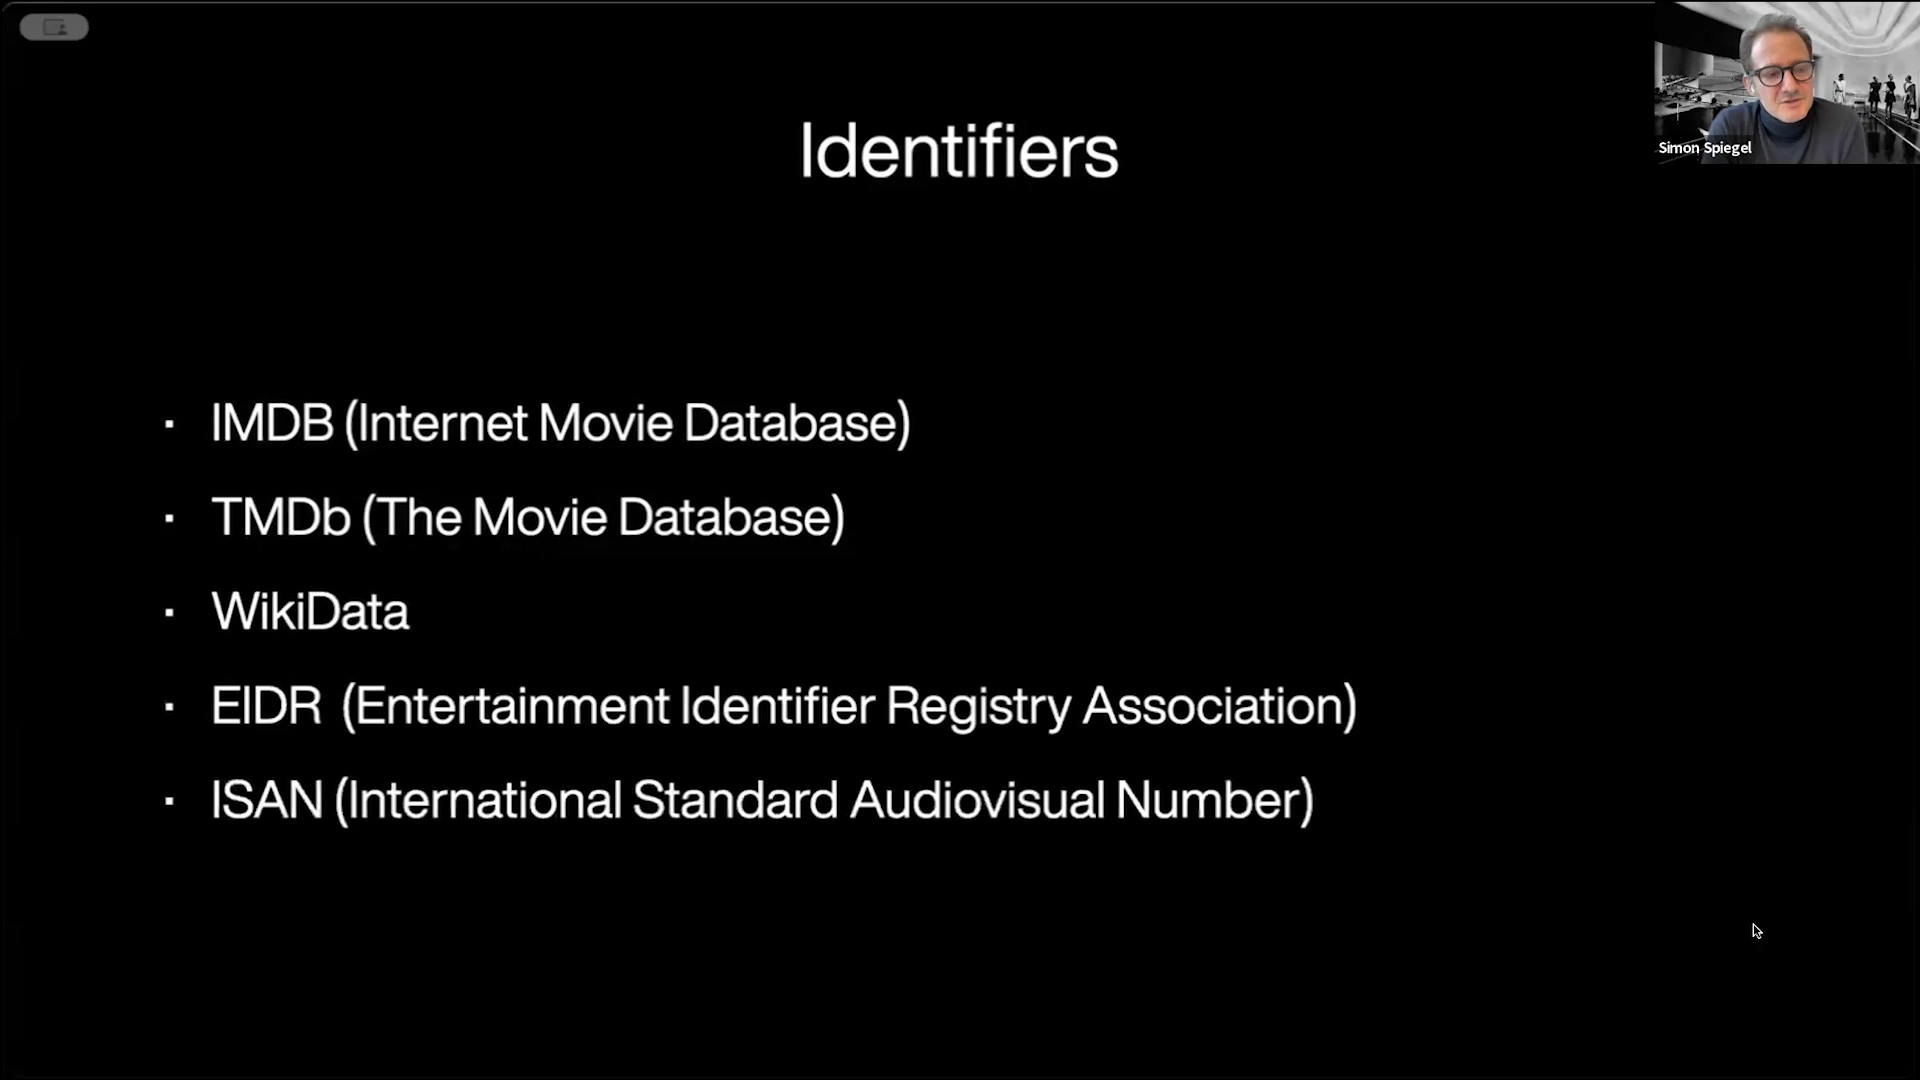 Identifiers
Simon Spiegel
· IMDB (Internet Movie Database)
· TMDb (The Movie Database)
· WikiData
· EIDR (Entertainment Identifier Registry Association)
· ISAN (International Standard Audiovisual Number)